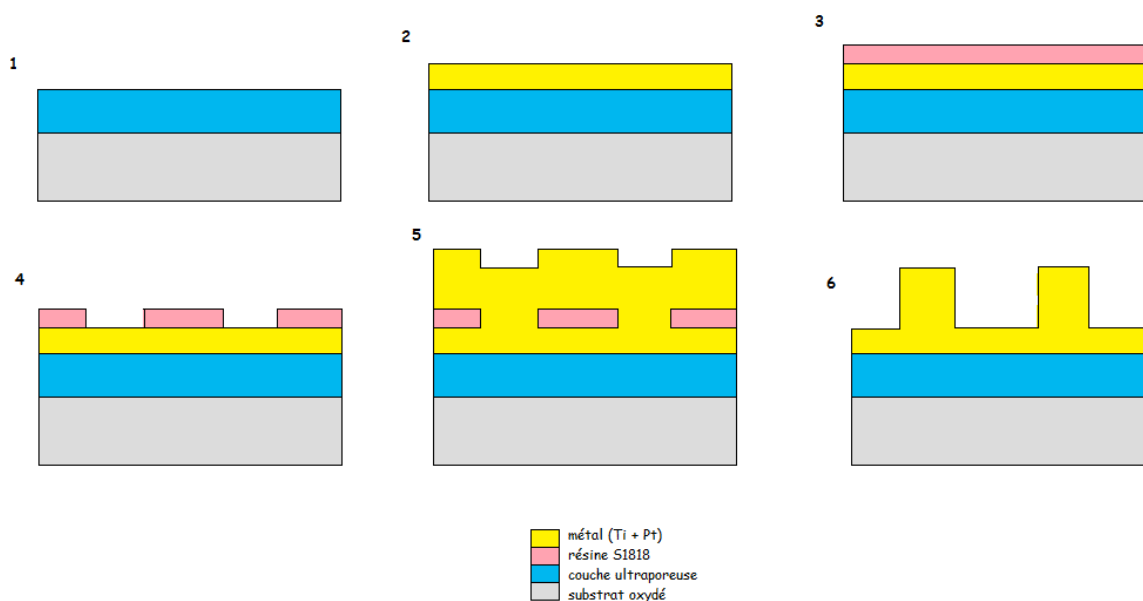 1
2
3
4
5
6
métal (Ti + Pt)
résine S1818
couche ultraporeuse
substrat oxydé